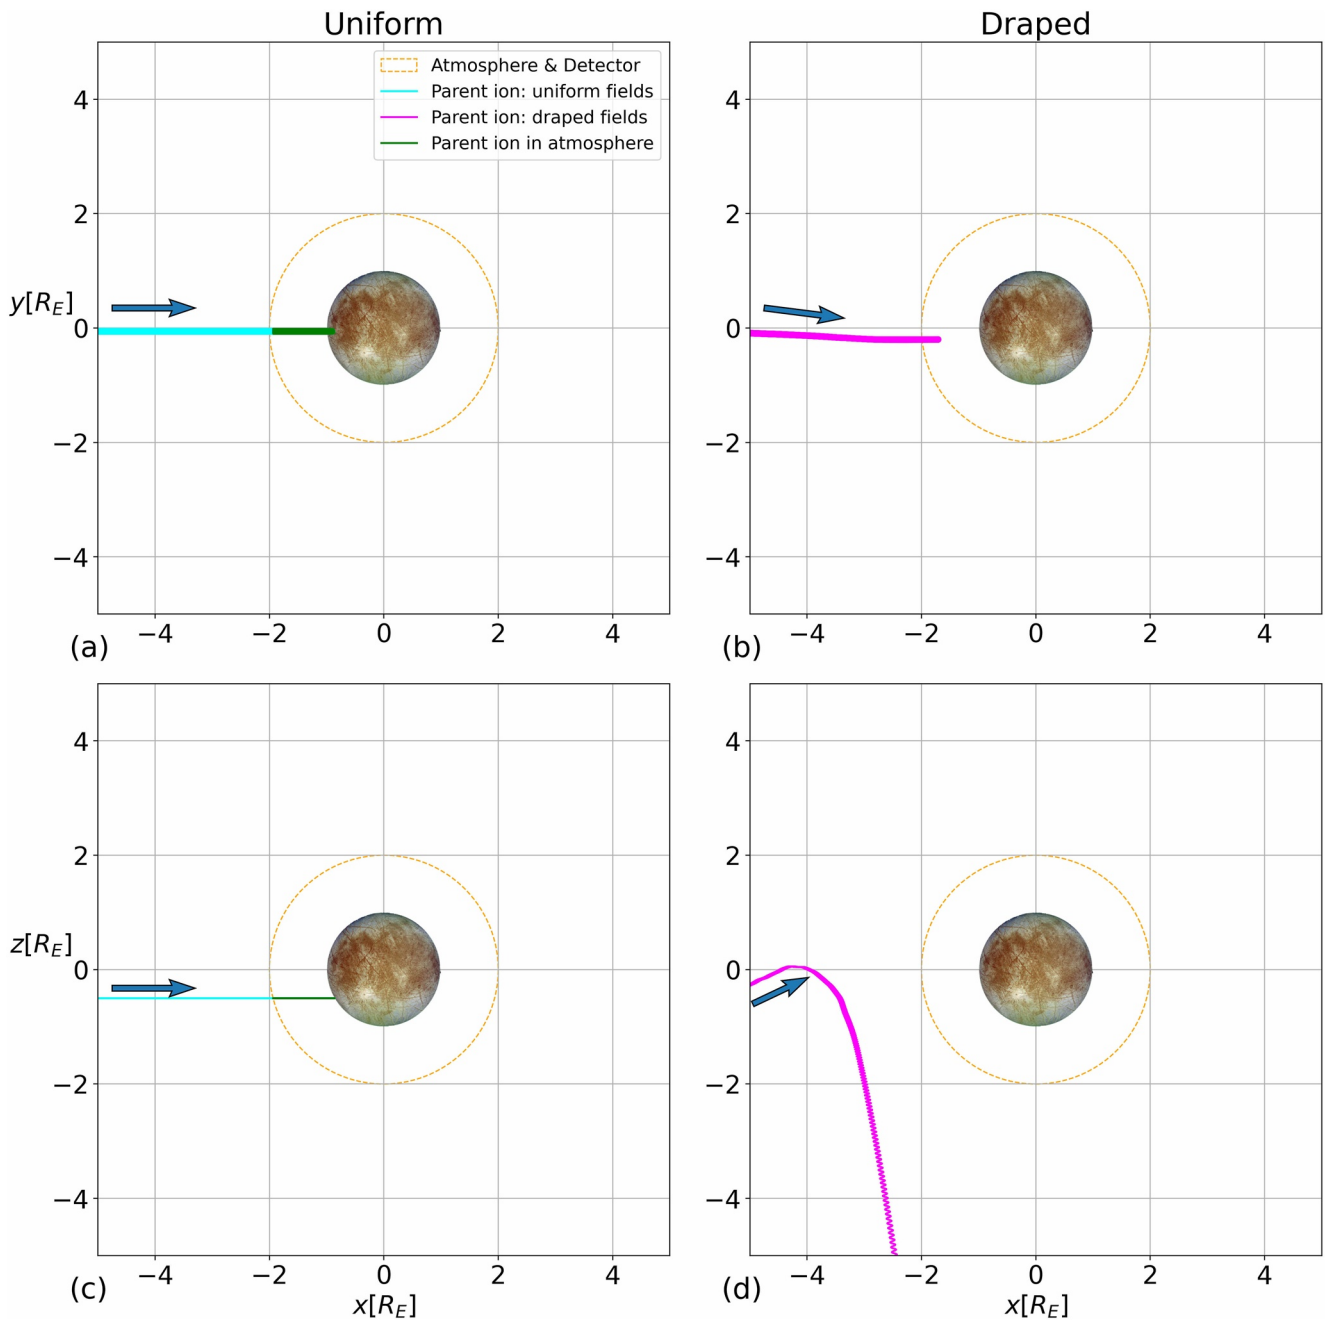 Uniform
Draped
Atmosphere & Detector
Parent ion: uniform fields
Parent ion: draped fields
Parent ion in atmosphere
4
2
y[R_E]
0
−2
−4
−4 −2 0 2 4
(a)
4
2
0
−2
−4
−4 −2 0 2 4
(b)
4
2
z[R_E]
0
−2
−4
−4 −2 0 2 4
(c)
x[R_E]
4
2
0
−2
−4
−4 −2 0 2 4
(d)
x[R_E]